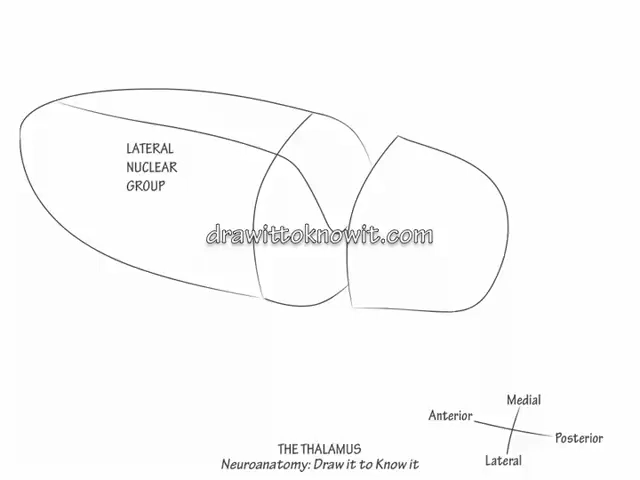 LATERAL
NUCLEAR
GROUP
drawittoknowit.com
Medial
Anterior
Posterior
Lateral
THE THALAMUS
Neuroanatomy: Draw it to Know it